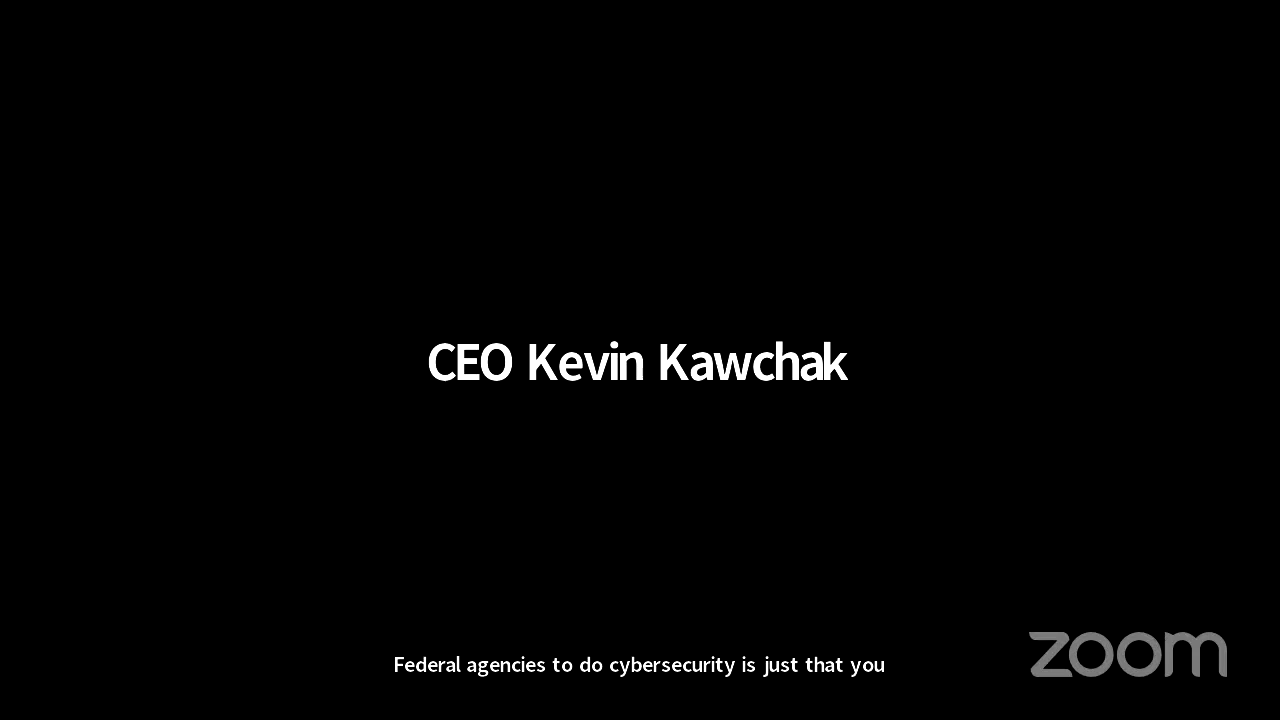 CEO Kevin Kawchak
Federal agencies to do cybersecurity is just that you
zoom